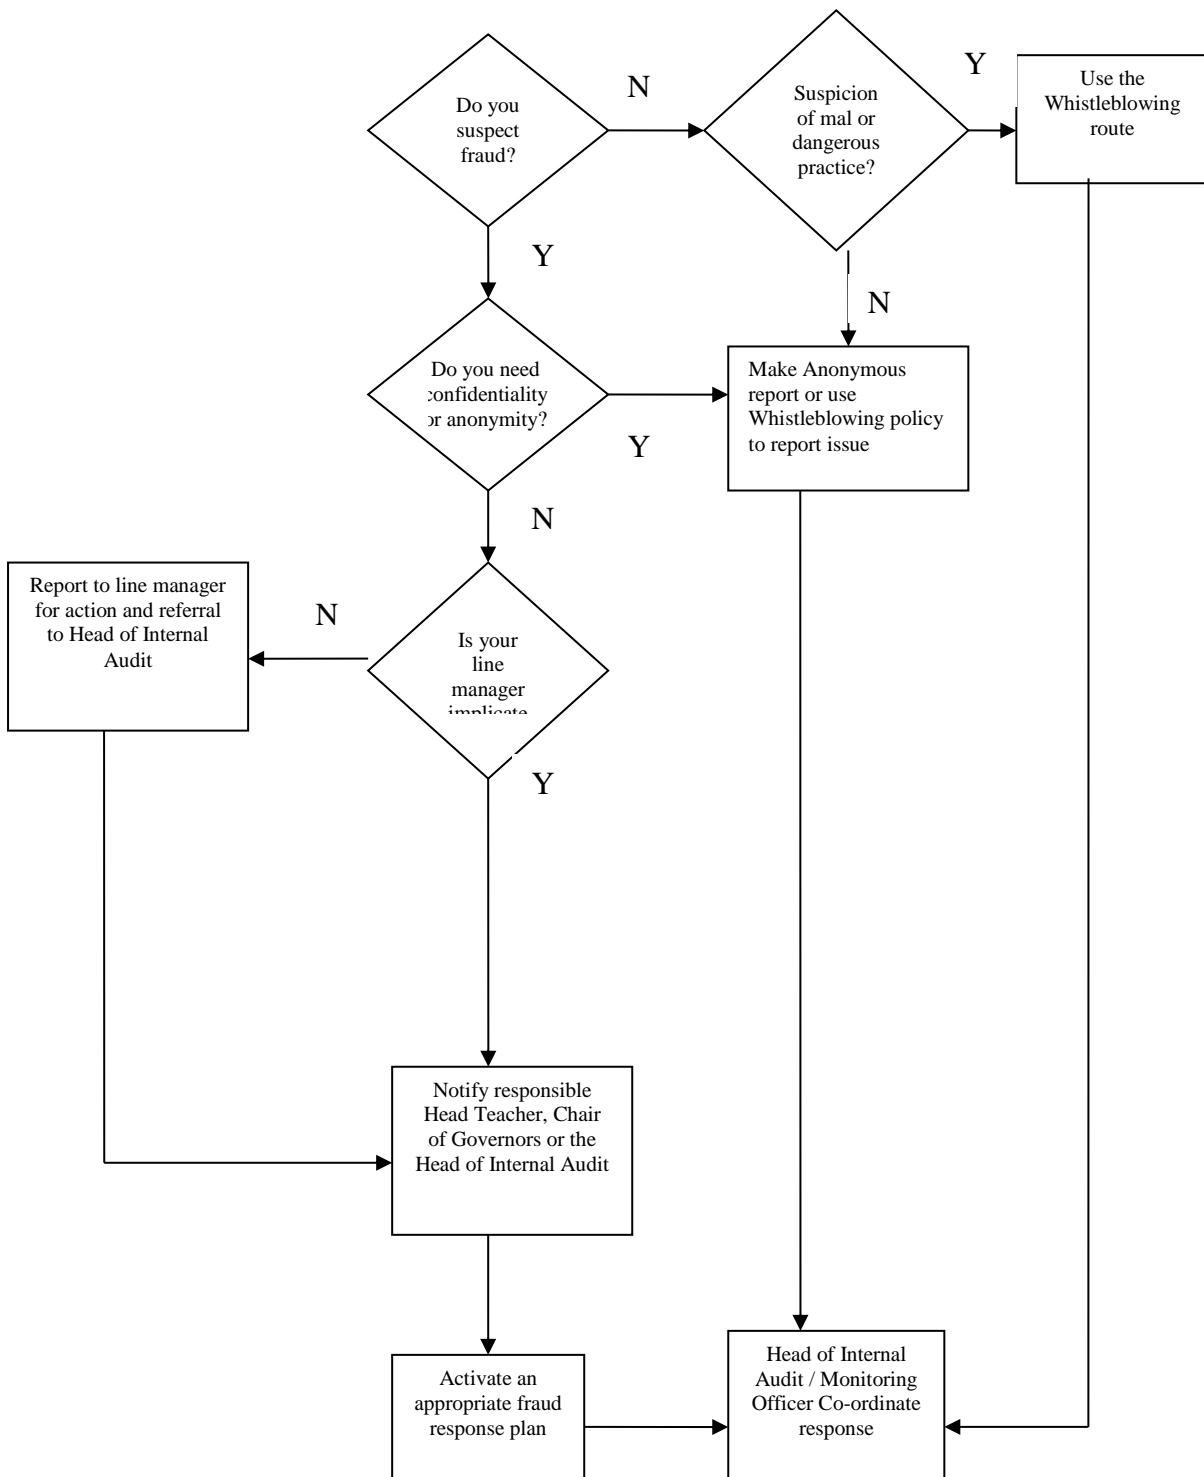 Do you
suspect
fraud?
N
Suspicion
of mal or
dangerous
practice?
Y
Use the
Whistleblowing
route
Y
N
Do you need
confidentiality
or anonymity?
Y
Make Anonymous
report or use
Whistleblowing policy
to report issue
N
Report to line manager
for action and referral
to Head of Internal
Audit
N
Is your
line
manager
implicate
Y
Notify responsible
Head Teacher, Chair
of Governors or the
Head of Internal Audit
Activate an
appropriate fraud
response plan
Head of Internal
Audit / Monitoring
Officer Co-ordinate
response